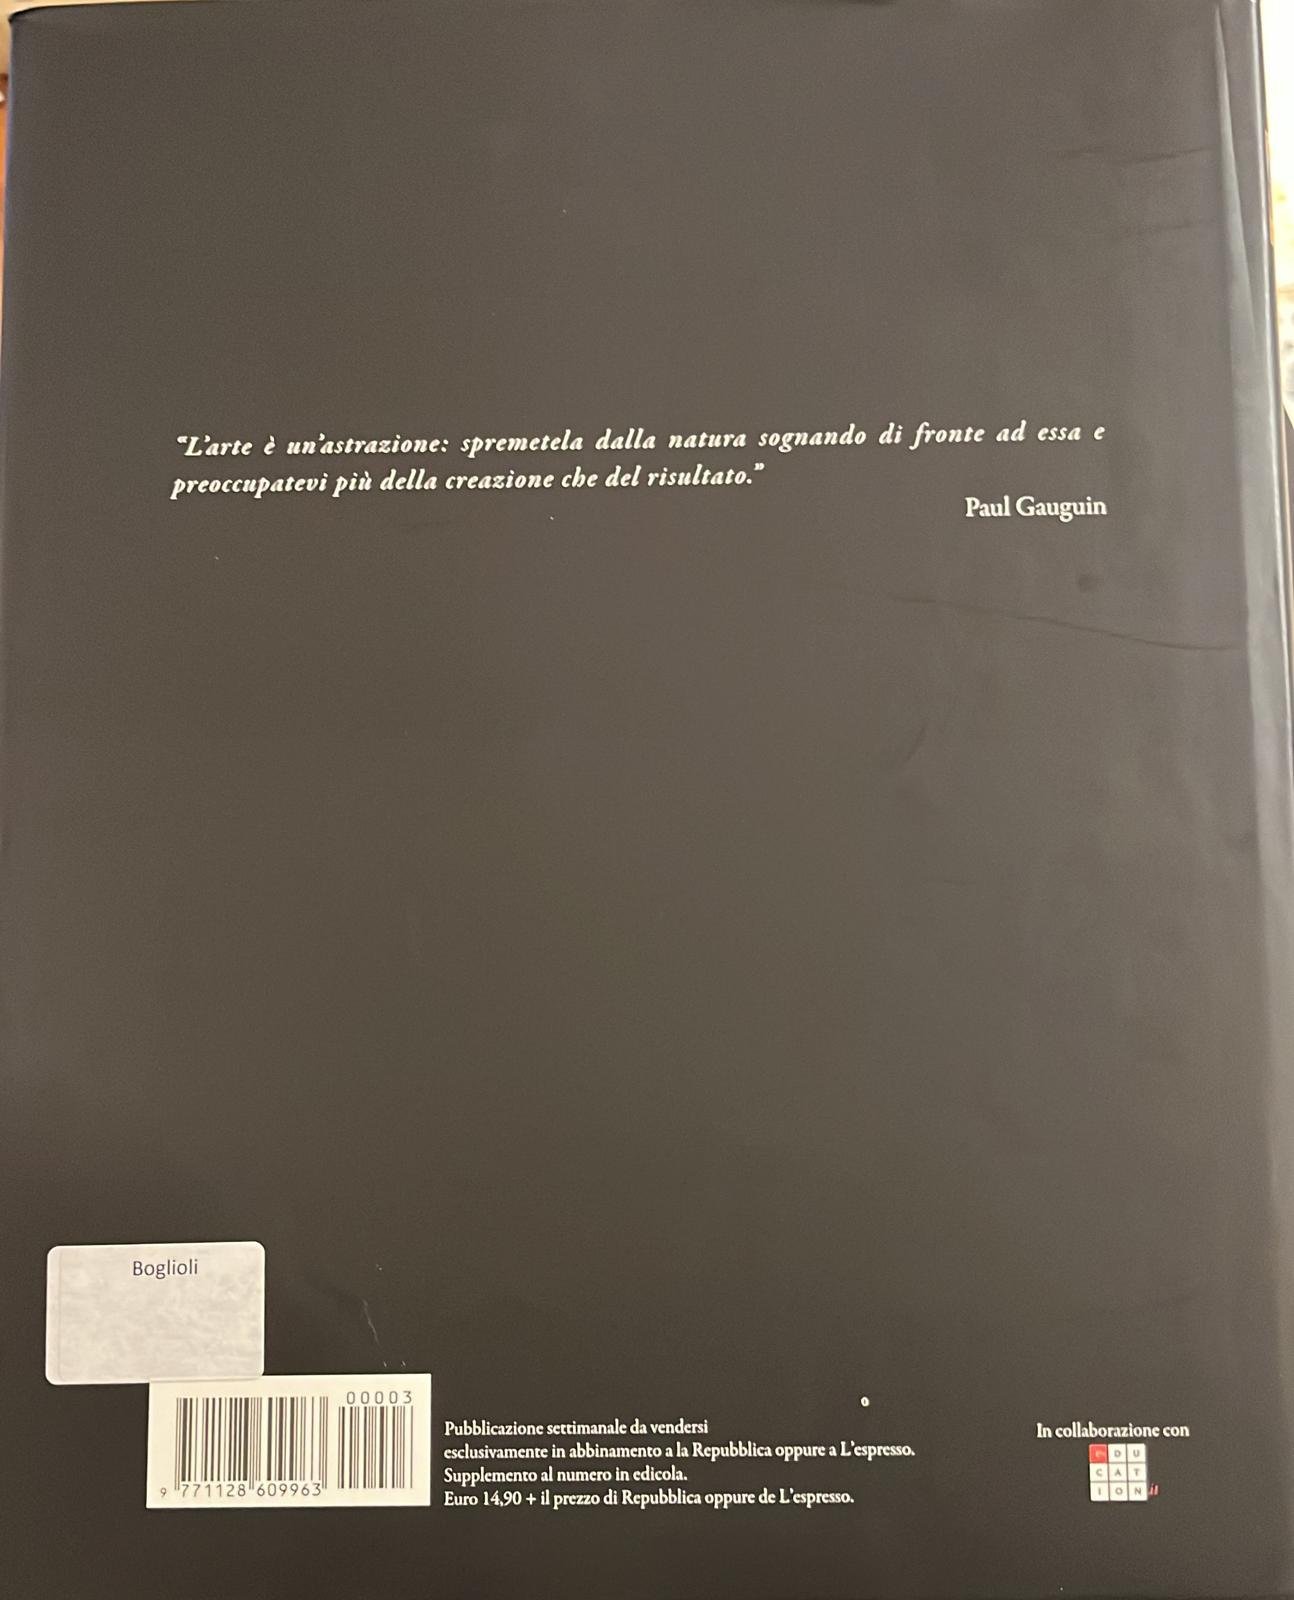 “L’arte è un’astrazione: spremetela dalla natura sognando di fronte ad essa e
preoccupatevi più della creazione che del risultato.”
Paul Gauguin
Boglioli
00003
9 771128 609963
Pubblicazione settimanale da vendersi
esclusivamente in abbinamento a la Repubblica oppure a L’espresso.
Supplemento al numero in edicola.
Euro 14,90 + il prezzo di Repubblica oppure de L’espresso.
In collaborazione con
e D U
C A T
I O N .it